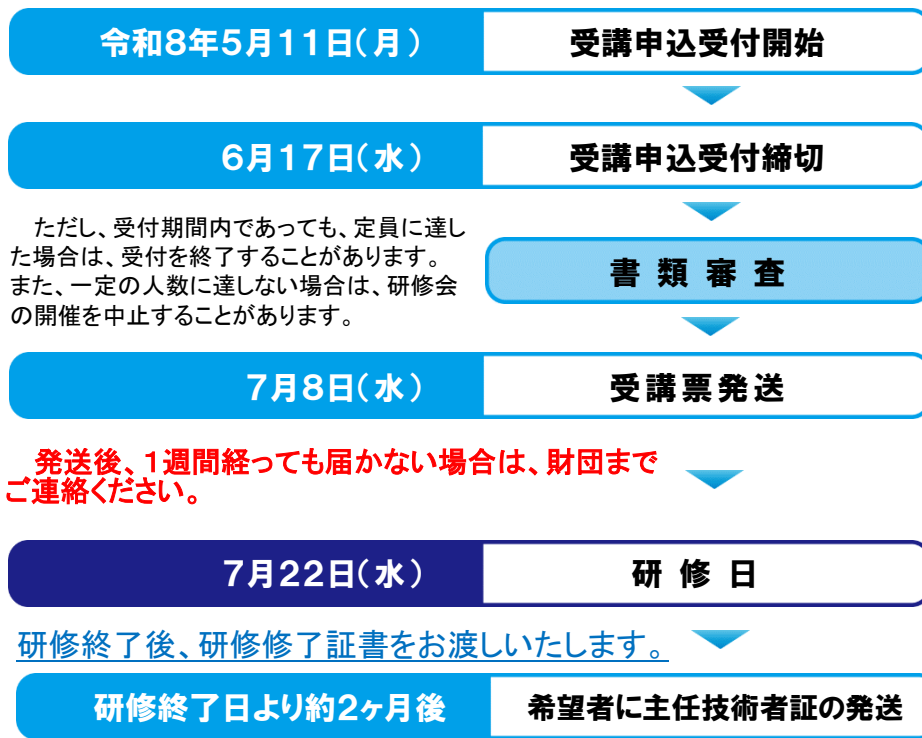 令和8年5月11日(月) 受講申込受付開始
6月17日(水) 受講申込受付締切
ただし、受付期間内であっても、定員に達し
た場合は、受付を終了することがあります。
また、一定の人数に達しない場合は、研修会
の開催を中止することがあります。
書類審査
7月8日(水) 受講票発送
発送後、1週間経っても届かない場合は、財団まで
ご連絡ください。
7月22日(水) 研修日
研修終了後、研修修了証書をお渡しいたします。
研修終了日より約2ヶ月後 希望者に主任技術者証の発送